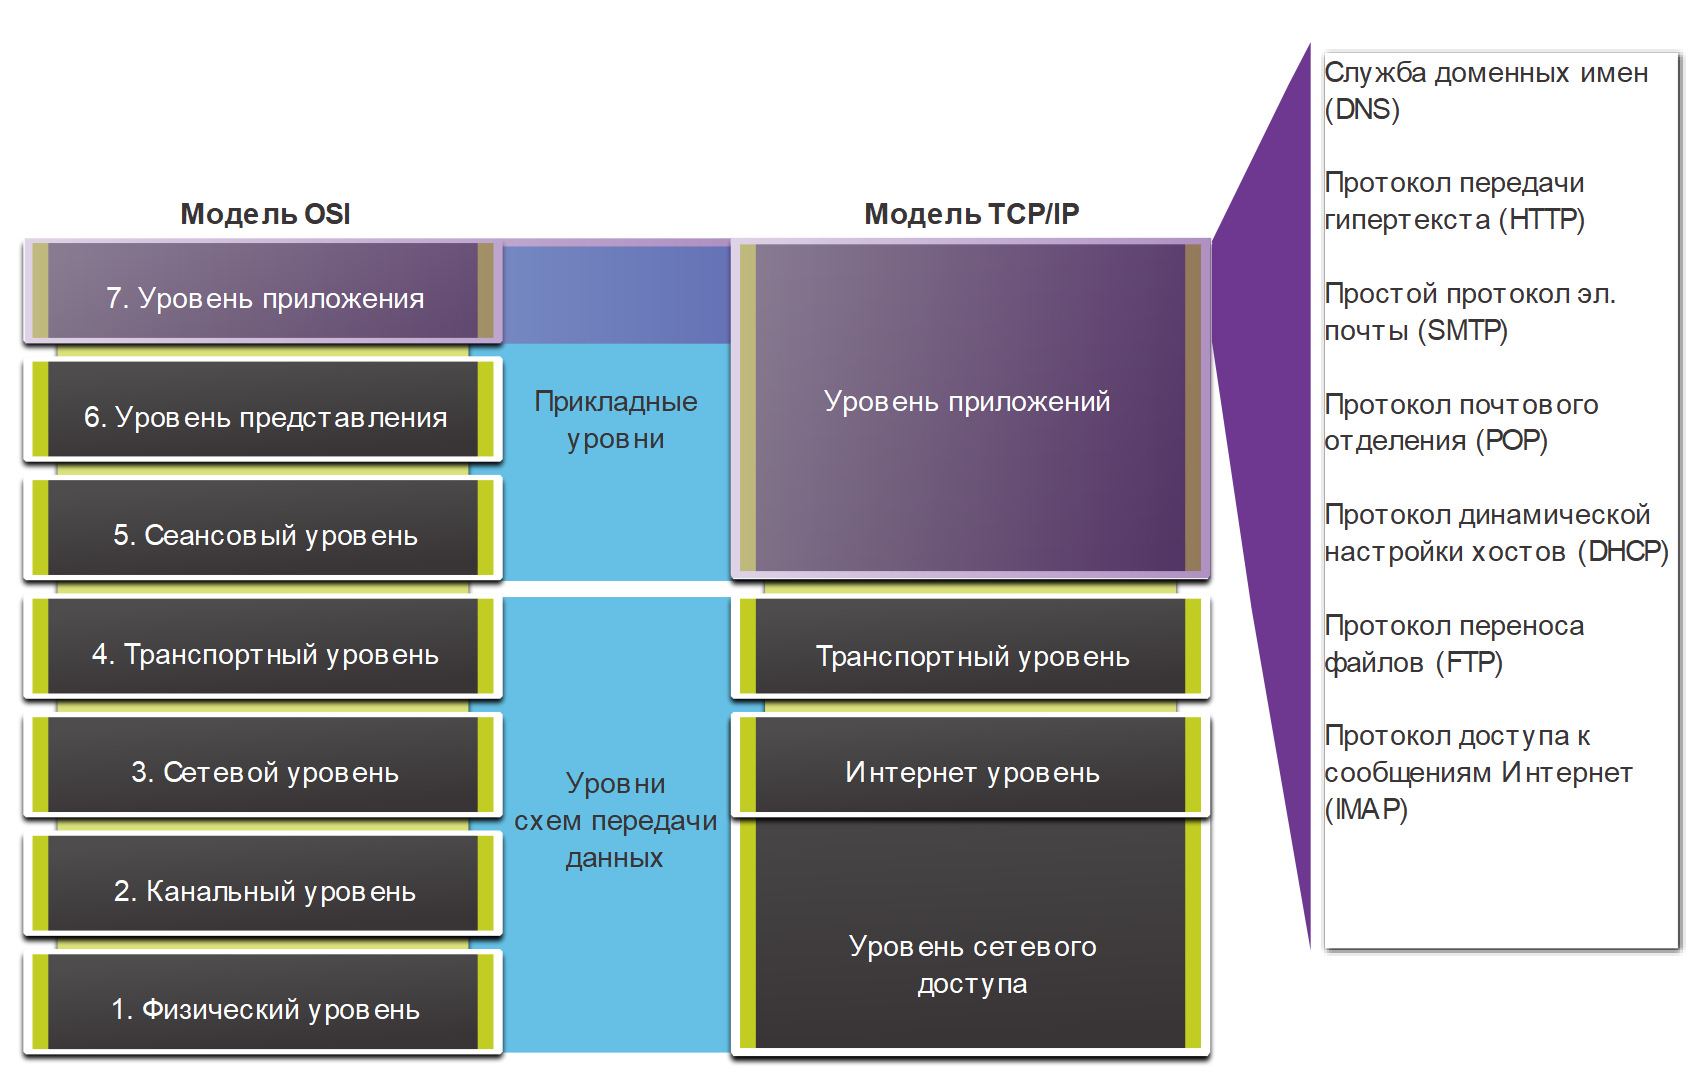 Модель OSI
7. Уровень приложения
6. Уровень представления
5. Сеансовый уровень
4. Транспортный уровень
3. Сетевой уровень
2. Канальный уровень
1. Физический уровень
Прикладные
уровни
Уровни
схем передачи
данных
Модель TCP/IP
Уровень приложений
Транспортный уровень
Интернет уровень
Уровень сетевого
доступа
Служба доменных имен
(DNS)
Протокол передачи
гипертекста (HTTP)
Простой протокол эл.
почты (SMTP)
Протокол почтового
отделения (POP)
Протокол динамической
настройки хостов (DHCP)
Протокол переноса
файлов (FTP)
Протокол доступа к
сообщениям Интернет
(IMAP)